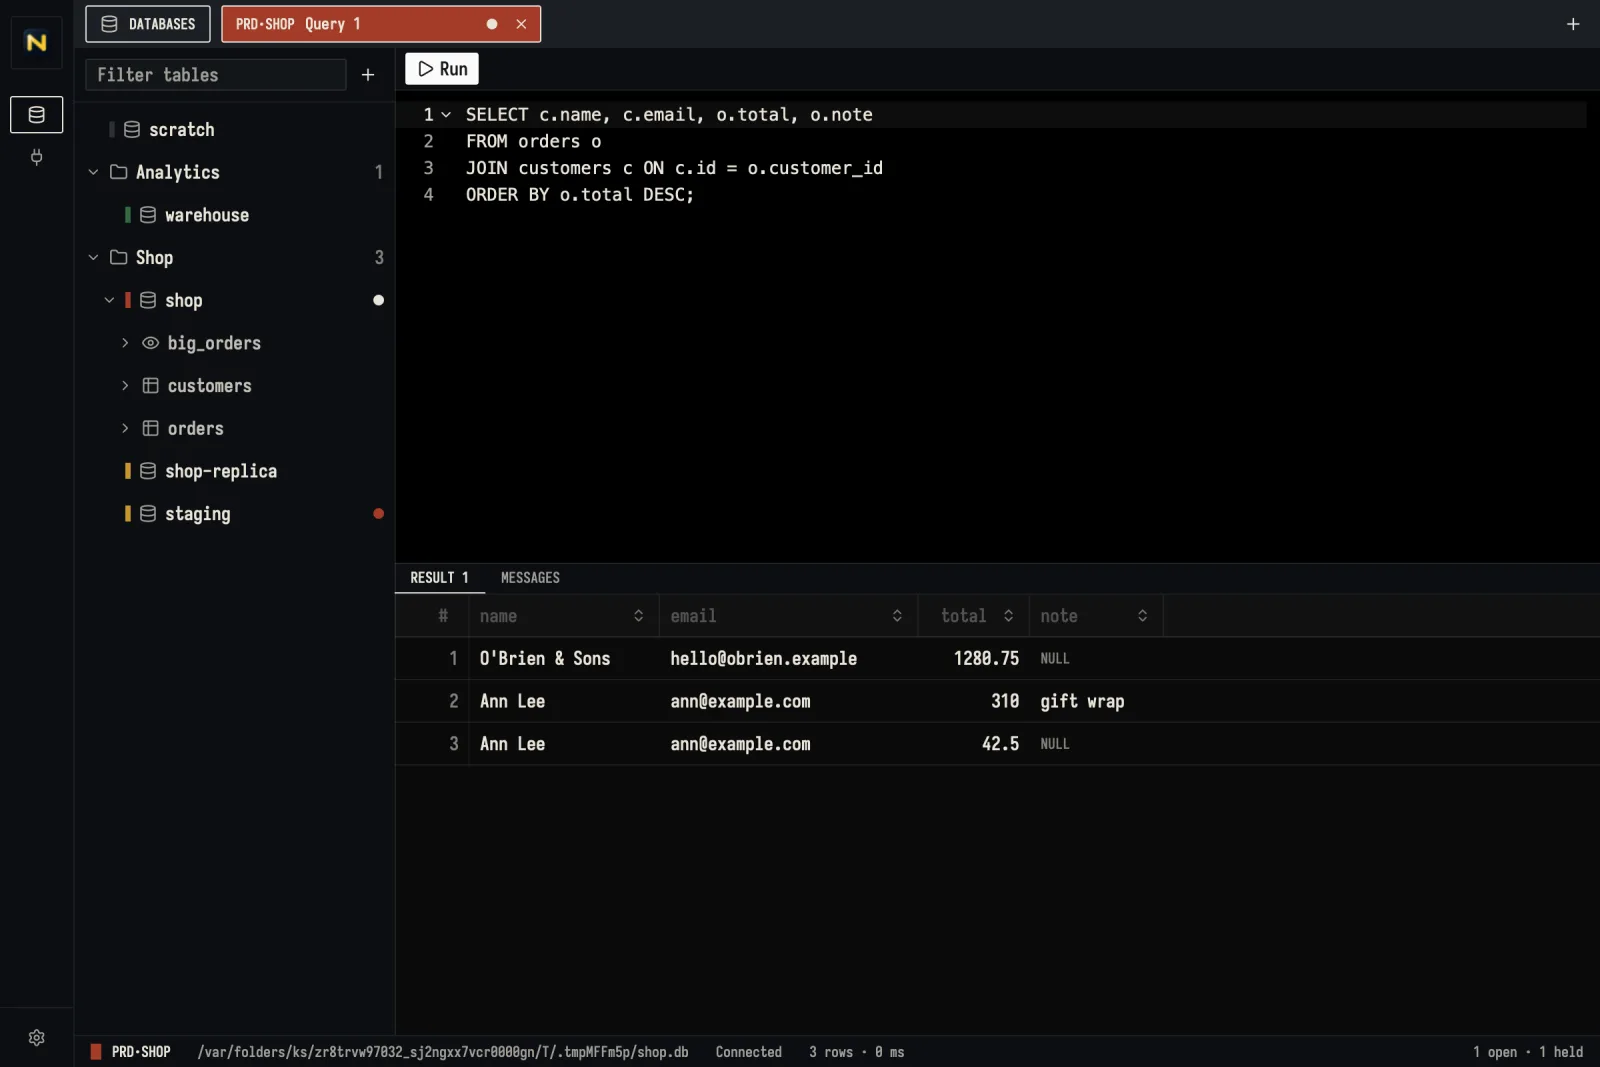 N
DATABASES
PRD·SHOP Query 1
Filter tables
Run
scratch
Analytics 1
warehouse
Shop 3
shop
big_orders
customers
orders
shop-replica
staging
1 SELECT c.name, c.email, o.total, o.note
2 FROM orders o
3 JOIN customers c ON c.id = o.customer_id
4 ORDER BY o.total DESC;
RESULT 1 MESSAGES
# name email total note
1 O'Brien & Sons hello@obrien.example 1280.75 NULL
2 Ann Lee ann@example.com 310 gift wrap
3 Ann Lee ann@example.com 42.5 NULL
PRD·SHOP /var/folders/ks/zr8trvw97032_sj2ngxx7vcr0000gn/T/.tmpMFFm5p/shop.db Connected 3 rows · 0 ms 1 open · 1 held